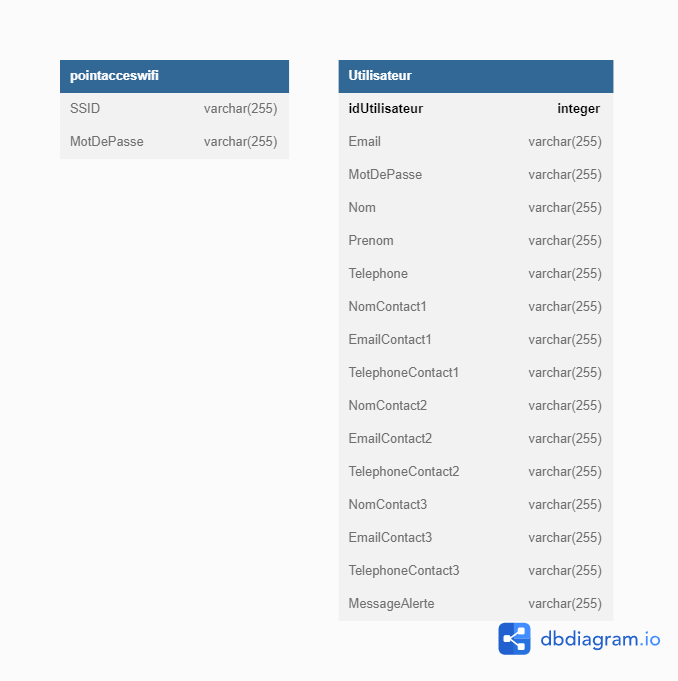 pointacceswifi
SSID varchar(255)
MotDePasse varchar(255)
Utilisateur
idUtilisateur integer
Email varchar(255)
MotDePasse varchar(255)
Nom varchar(255)
Prenom varchar(255)
Telephone varchar(255)
NomContact1 varchar(255)
EmailContact1 varchar(255)
TelephoneContact1 varchar(255)
NomContact2 varchar(255)
EmailContact2 varchar(255)
TelephoneContact2 varchar(255)
NomContact3 varchar(255)
EmailContact3 varchar(255)
TelephoneContact3 varchar(255)
MessageAlerte varchar(255)
dbdiagram.io